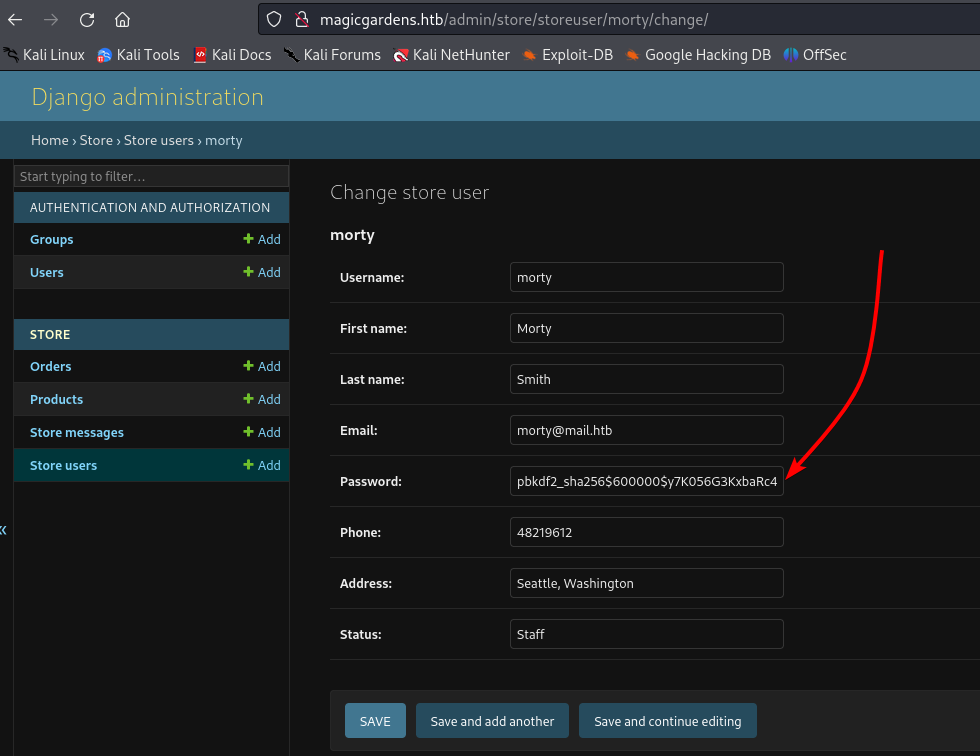 magicgardens.htb/admin/store/storeuser/morty/change/
Kali Linux Kali Tools Kali Docs Kali Forums Kali NetHunter Exploit-DB Google Hacking DB OffSec
Django administration
Home › Store › Store users › morty
Start typing to filter...
AUTHENTICATION AND AUTHORIZATION
Groups + Add
Users + Add
STORE
Orders + Add
Products + Add
Store messages + Add
Store users + Add
«
Change store user
morty
Username: morty
First name: Morty
Last name: Smith
Email: morty@mail.htb
Password: pbkdf2_sha256$600000$y7K056G3KxbaRc4
Phone: 48219612
Address: Seattle, Washington
Status: Staff
SAVE Save and add another Save and continue editing